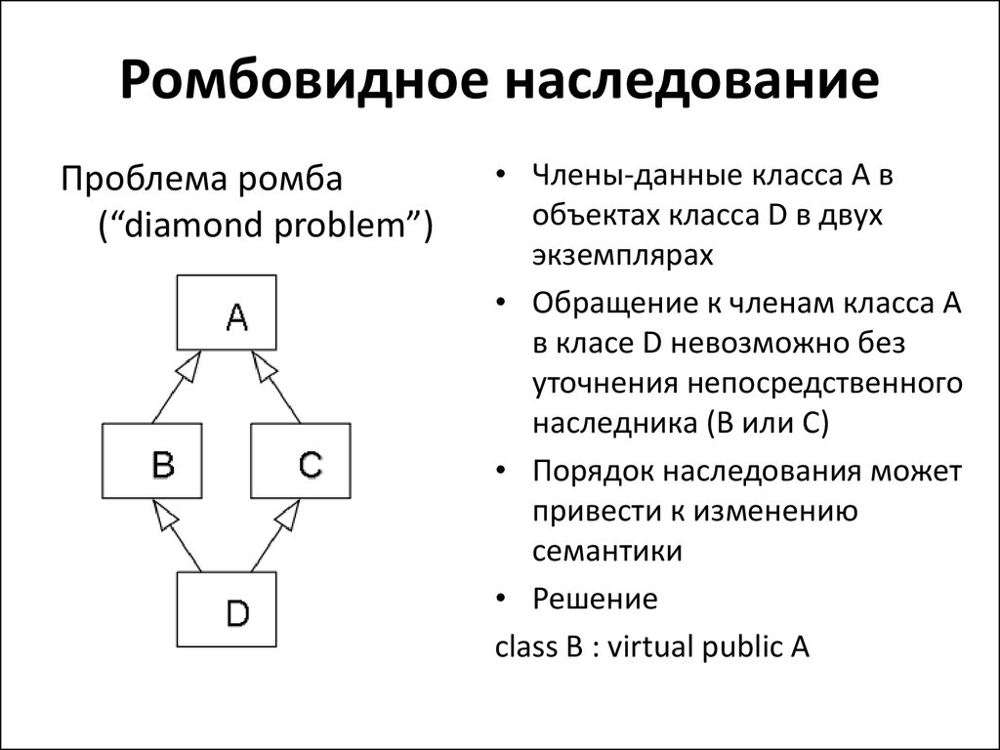 Ромбовидное наследование
Проблема ромба
(“diamond problem”)
A
B
C
D
• Члены-данные класса A в
объектах класса D в двух
экземплярах
• Обращение к членам класса A
в класе D невозможно без
уточнения непосредственного
наследника (B или C)
• Порядок наследования может
привести к изменению
семантики
• Решение
class B : virtual public A